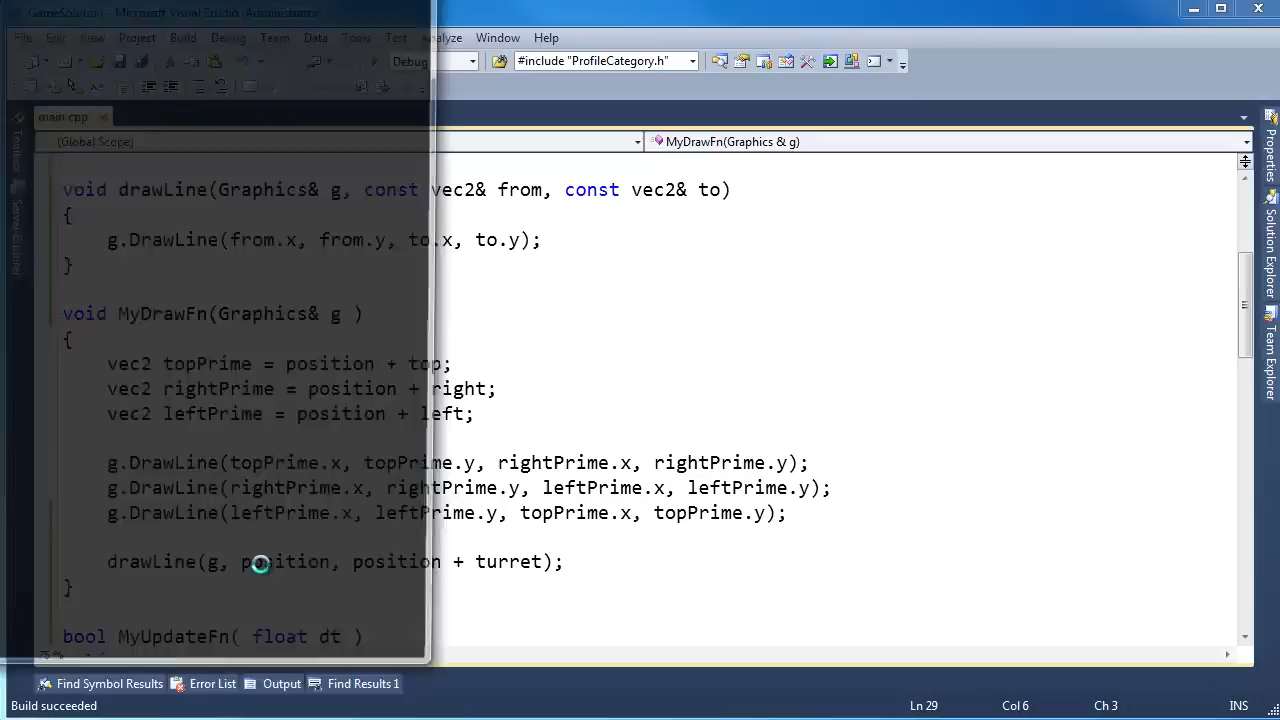 GameSolution - Microsoft Visual Studio (Administrator)
File Edit View Project Build Debug Team Data Tools Test Analyze Window Help
Debug #include "ProfileCategory.h"
main.cpp ×
(Global Scope) MyDrawFn(Graphics & g)
void drawLine(Graphics& g, const vec2& from, const vec2& to)
{
g.DrawLine(from.x, from.y, to.x, to.y);
}
void MyDrawFn(Graphics& g )
{
vec2 topPrime = position + top;
vec2 rightPrime = position + right;
vec2 leftPrime = position + left;
g.DrawLine(topPrime.x, topPrime.y, rightPrime.x, rightPrime.y);
g.DrawLine(rightPrime.x, rightPrime.y, leftPrime.x, leftPrime.y);
g.DrawLine(leftPrime.x, leftPrime.y, topPrime.x, topPrime.y);
drawLine(g, position, position + turret);
}
bool MyUpdateFn( float dt )
75 %
Toolbox
Server Explorer
Properties
Solution Explorer
Team Explorer
Find Symbol Results Error List Output Find Results 1
Build succeeded Ln 29 Col 6 Ch 3 INS